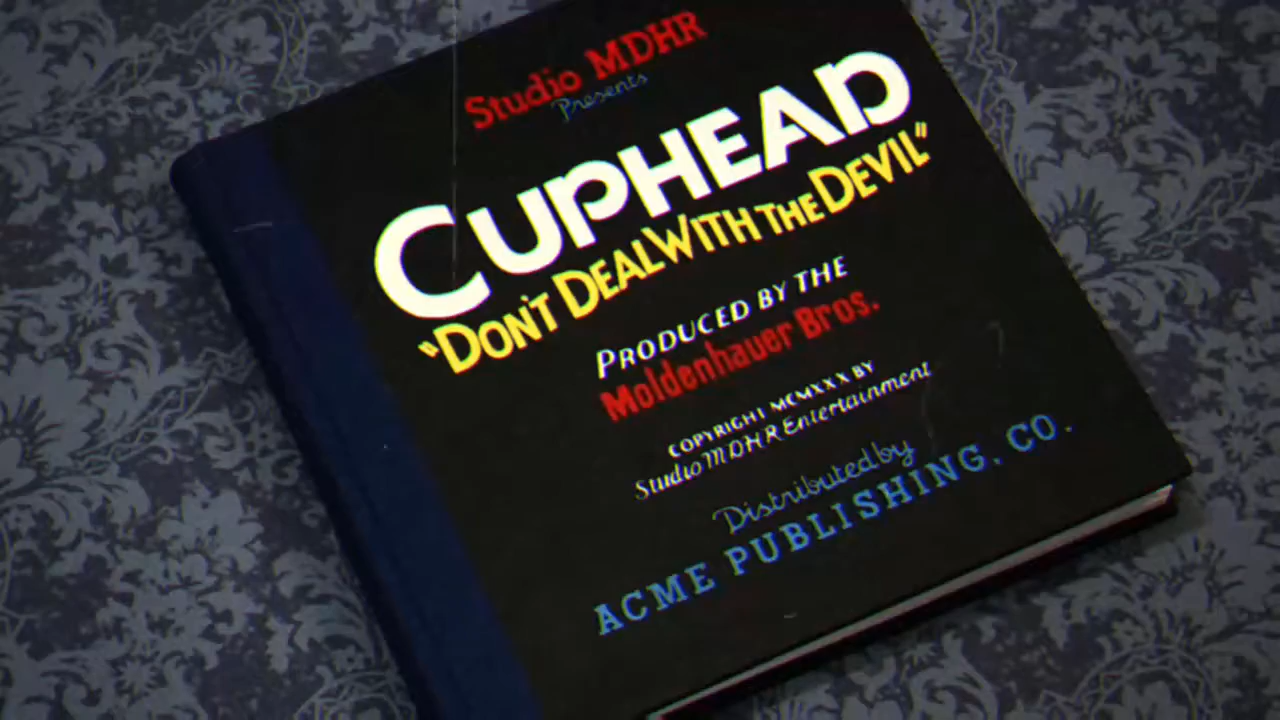 Studio MDHR
Presents
CUPHEAD
"DON'T DEAL WITH THE DEVIL"
PRODUCED BY THE
Moldenhauer Bros.
COPYRIGHT MCMXXX BY
Studio MDHR Entertainment
Distributed by
ACME PUBLISHING. CO.